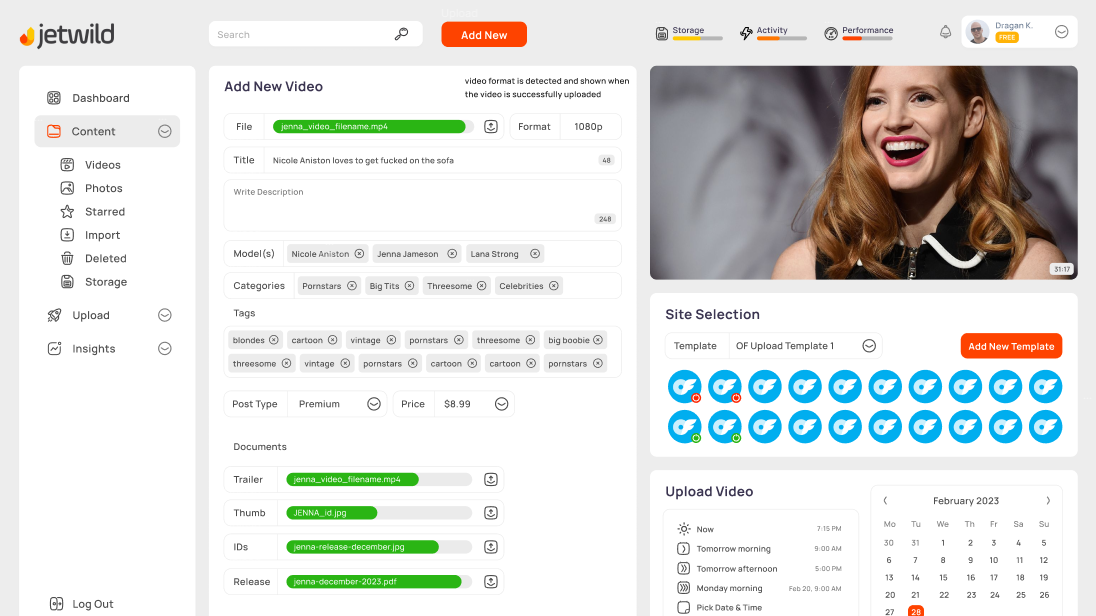 jetwild
Search
Add New
Storage
Activity
Performance
Dragan K.
FREE
Dashboard
Content
Videos
Photos
Starred
Import
Deleted
Storage
Upload
Insights
Log Out
Add New Video
video format is detected and shown when
the video is successfully uploaded
File
jenna_video_filename.mp4
Format
1080p
Title
Nicole Aniston loves to get fucked on the sofa
48
Write Description
248
Model(s)
Nicole Aniston
Jenna Jameson
Lana Strong
Categories
Pornstars
Big Tits
Threesome
Celebrities
Tags
blondes
cartoon
vintage
pornstars
threesome
big boobie
threesome
vintage
pornstars
cartoon
cartoon
pornstars
Post Type
Premium
Price
$8.99
Documents
Trailer
jenna_video_filename.mp4
Thumb
JENNA_id.jpg
IDs
jenna-release-december.jpg
Release
jenna-december-2023.pdf
31:17
Site Selection
Template
OF Upload Template 1
Add New Template
Upload Video
Now
7:15 PM
Tomorrow morning
9:00 AM
Tomorrow afternoon
5:00 PM
Monday morning
Feb 20, 9:00 AM
Pick Date & Time
February 2023
Mo Tu We Th Fr Sa Su
30 31 1 2 3 4 5
6 7 8 9 10 11 12
13 14 15 16 17 18 19
20 21 22 23 24 25 26
27 28